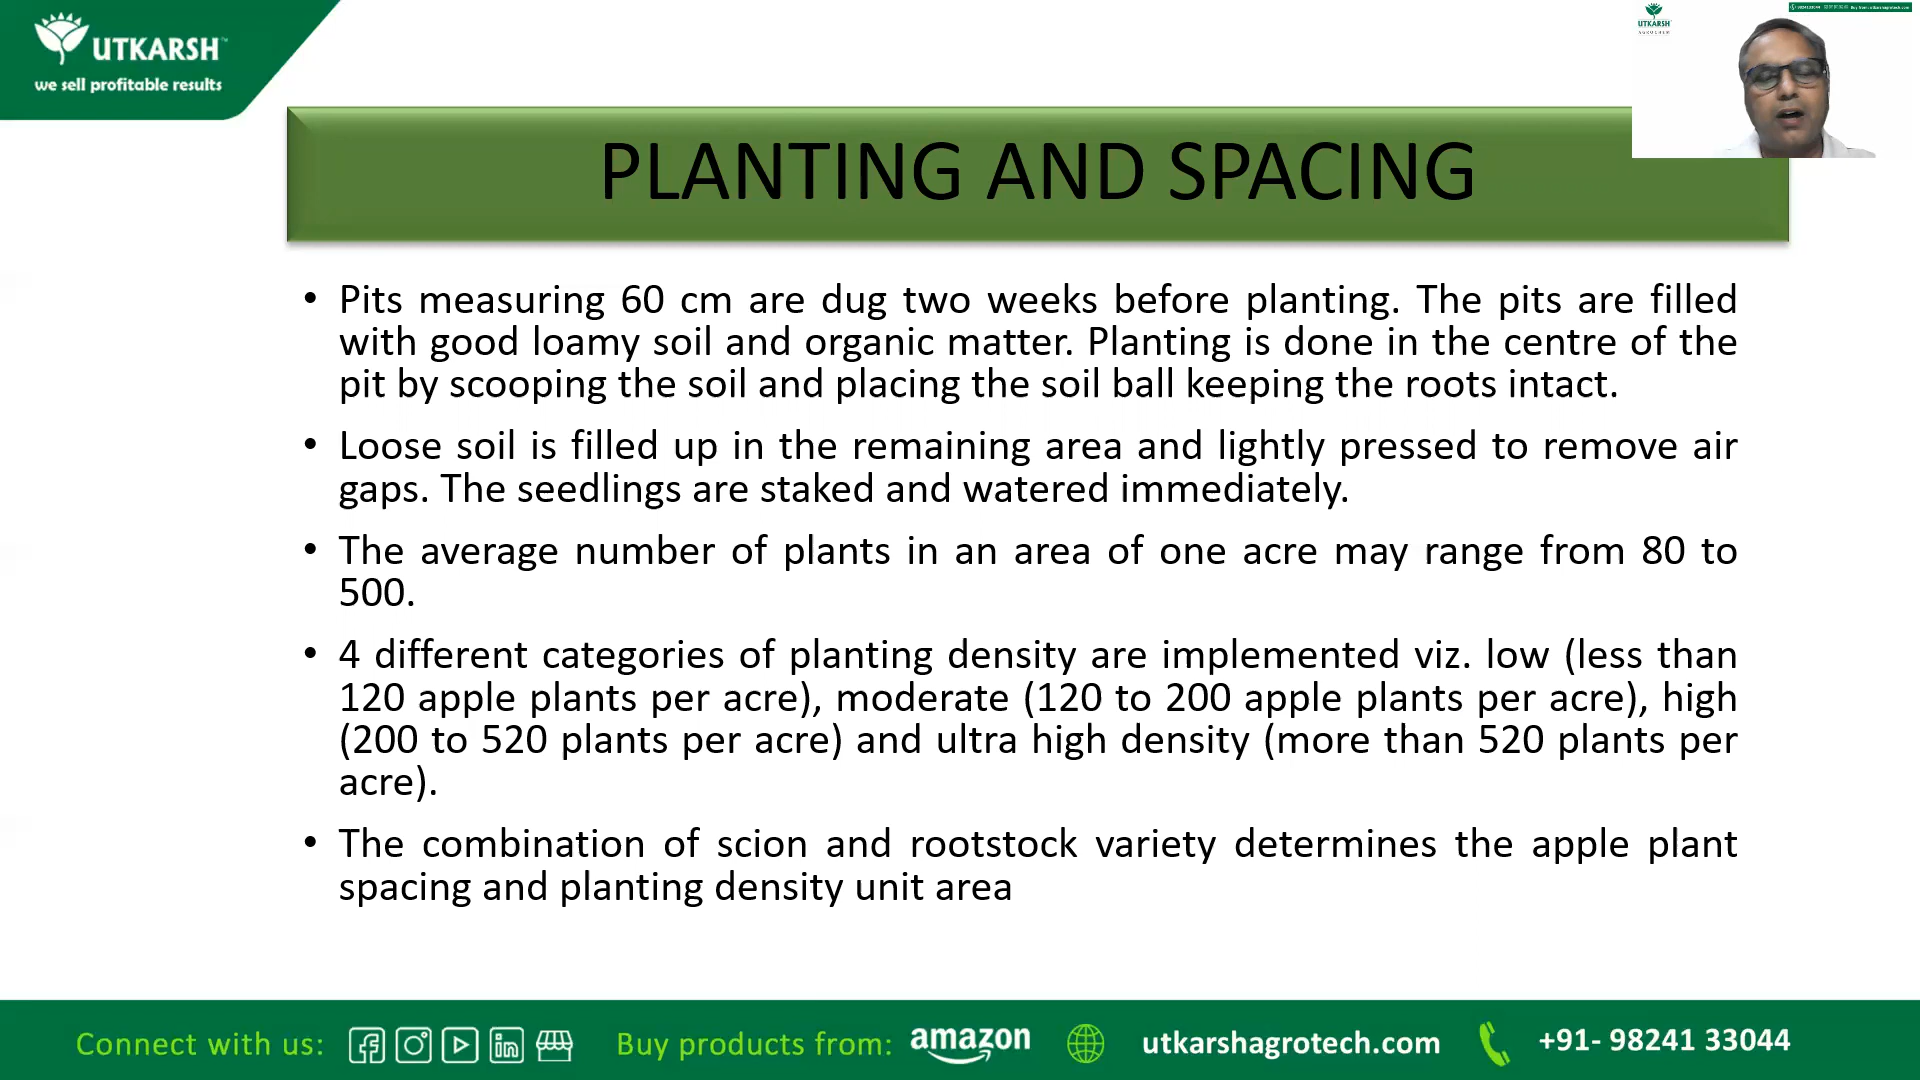 UTKARSH™
we sell profitable results
UTKARSH
AGROCHEM
PLANTING AND SPACING
• Pits measuring 60 cm are dug two weeks before planting. The pits are filled
with good loamy soil and organic matter. Planting is done in the centre of the
pit by scooping the soil and placing the soil ball keeping the roots intact.
• Loose soil is filled up in the remaining area and lightly pressed to remove air
gaps. The seedlings are staked and watered immediately.
• The average number of plants in an area of one acre may range from 80 to
500.
• 4 different categories of planting density are implemented viz. low (less than
120 apple plants per acre), moderate (120 to 200 apple plants per acre), high
(200 to 520 plants per acre) and ultra high density (more than 520 plants per
acre).
• The combination of scion and rootstock variety determines the apple plant
spacing and planting density unit area
Connect with us: Buy products from: amazon utkarshagrotech.com +91- 98241 33044